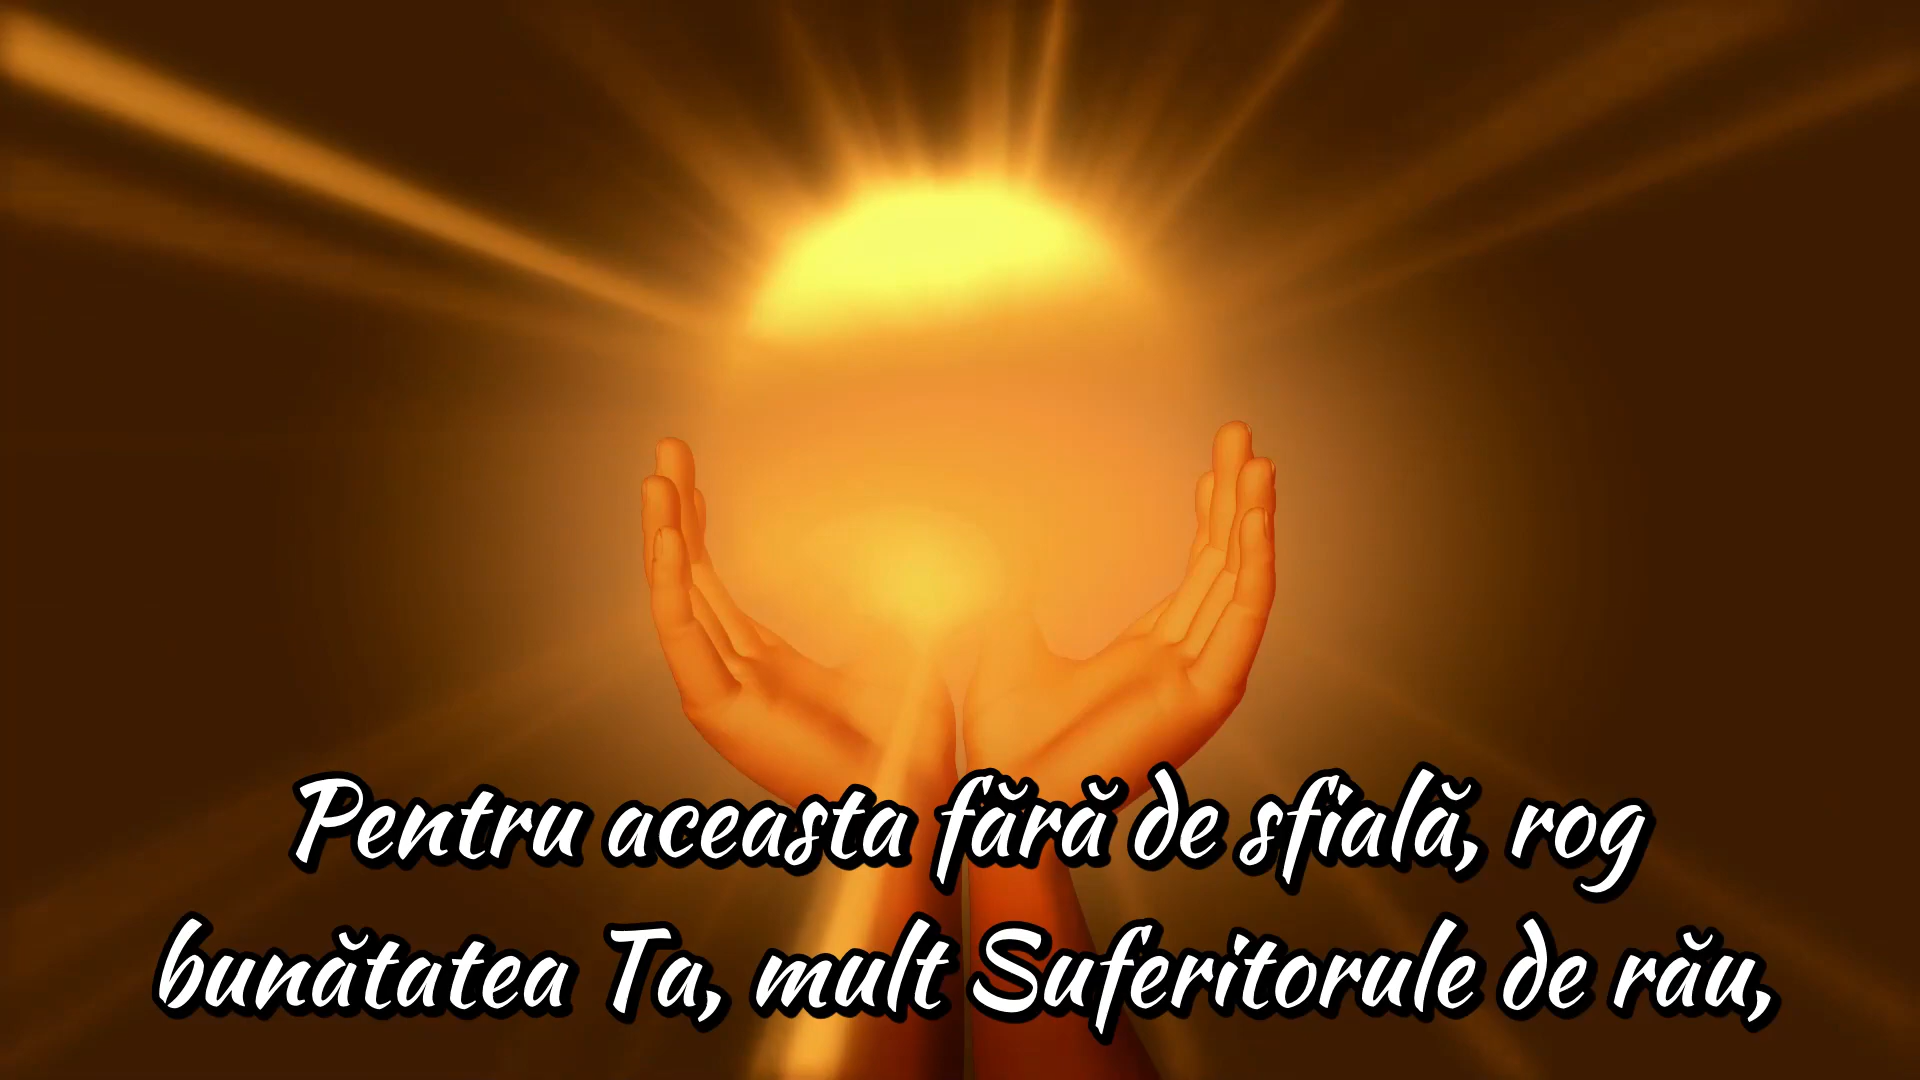 Pentru aceasta fără de sfială, rog
bunătatea Ta, mult Suferitorule de rău,